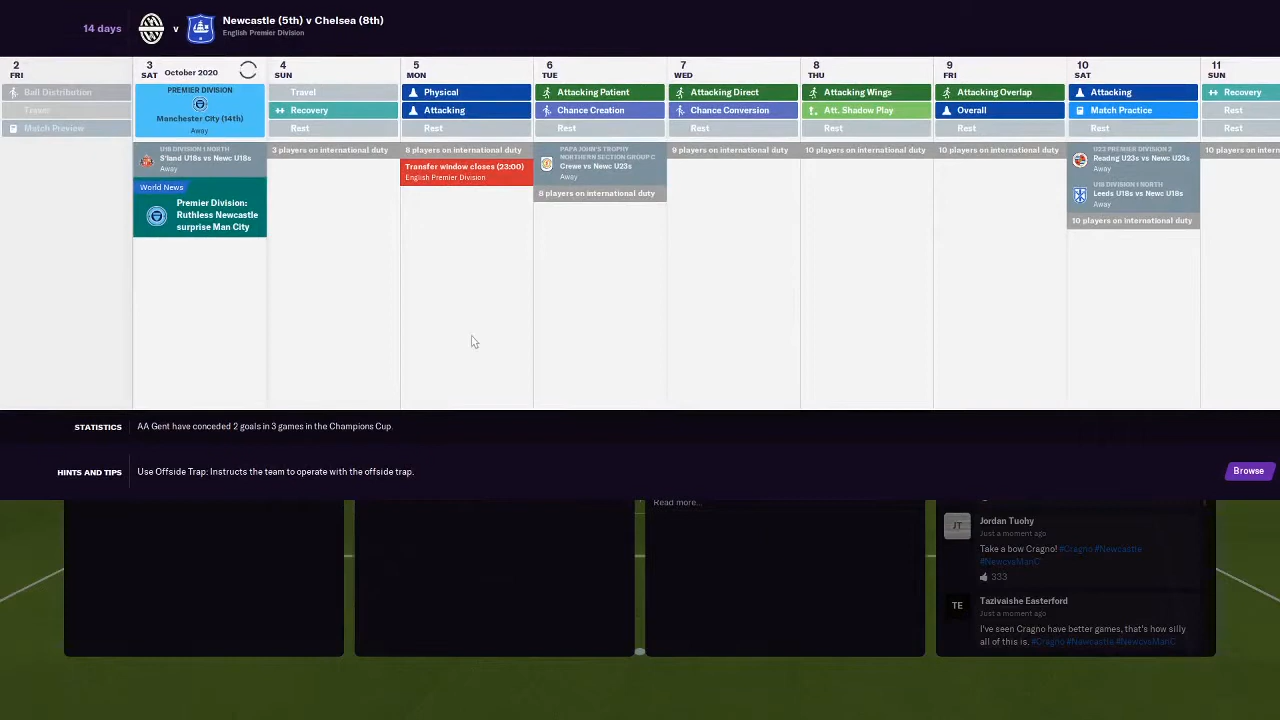 14 days
v
Newcastle (5th) v Chelsea (8th)
English Premier Division
2
FRI
Ball Distribution
Travel
Match Preview
3
SAT October 2020
PREMIER DIVISION
Manchester City (14th)
Away
U18 DIVISION 1 NORTH
S'land U18s vs Newc U18s
Away
World News
Premier Division:
Ruthless Newcastle
surprise Man City
4
SUN
Travel
Recovery
Rest
3 players on international duty
5
MON
Physical
Attacking
Rest
8 players on international duty
Transfer window closes (23:00)
English Premier Division
6
TUE
Attacking Patient
Chance Creation
Rest
PAPA JOHN'S TROPHY
NORTHERN SECTION GROUP C
Crewe vs Newc U23s
Away
8 players on international duty
7
WED
Attacking Direct
Chance Conversion
Rest
9 players on international duty
8
THU
Attacking Wings
Att. Shadow Play
Rest
10 players on international duty
9
FRI
Attacking Overlap
Overall
Rest
10 players on international duty
10
SAT
Attacking
Match Practice
Rest
U23 PREMIER DIVISION 2
Reading U23s vs Newc U23s
Away
U18 DIVISION 1 NORTH
Leeds U18s vs Newc U18s
Away
10 players on international duty
11
SUN
Recovery
Rest
Rest
10 players on intern
STATISTICS
AA Gent have conceded 2 goals in 3 games in the Champions Cup.
HINTS AND TIPS
Use Offside Trap: Instructs the team to operate with the offside trap.
Browse
Read more...
JT
Jordan Tuohy
Just a moment ago
Take a bow Cragno! #Cragno #Newcastle
#NewcvsManC
333
TE
Tazivaishe Easterford
Just a moment ago
I've seen Cragno have better games, that's how silly
all of this is. #Cragno #Newcastle #NewcvsManC